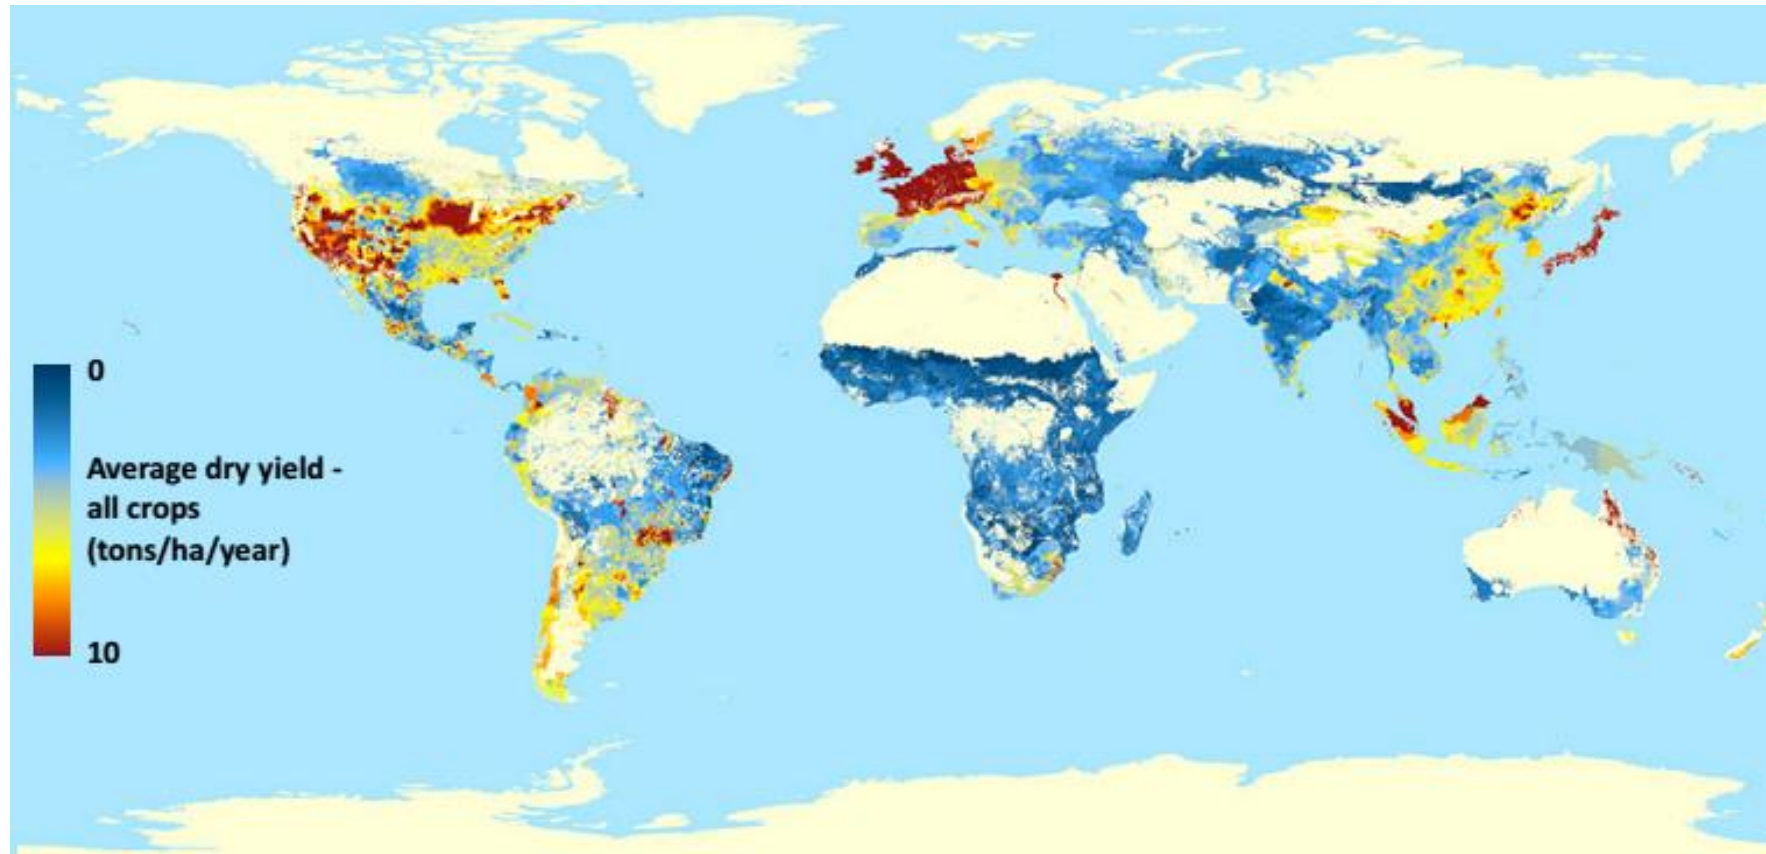 0
Average dry yield -
all crops
(tons/ha/year)
10